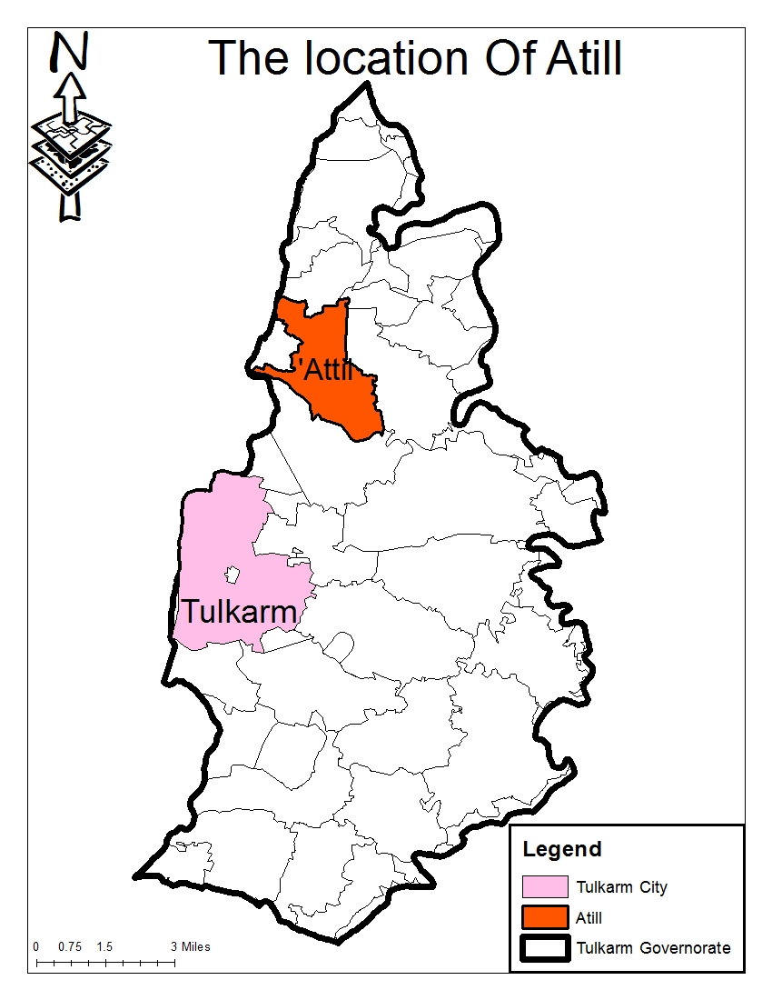 N
The location Of Atill
'Attil
Tulkarm
Legend
Tulkarm City
Atill
Tulkarm Governorate
0 0.75 1.5 3 Miles